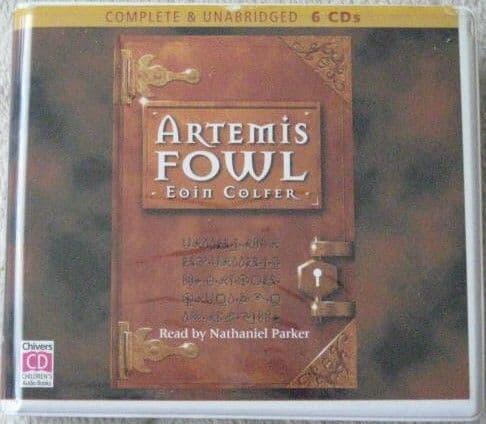 COMPLETE & UNABRIDGED 6 CDs
ARTEMIS
FOWL
· EOIN COLFER ·
Read by Nathaniel Parker
Chivers
CD
CHILDREN'S
Audio Books